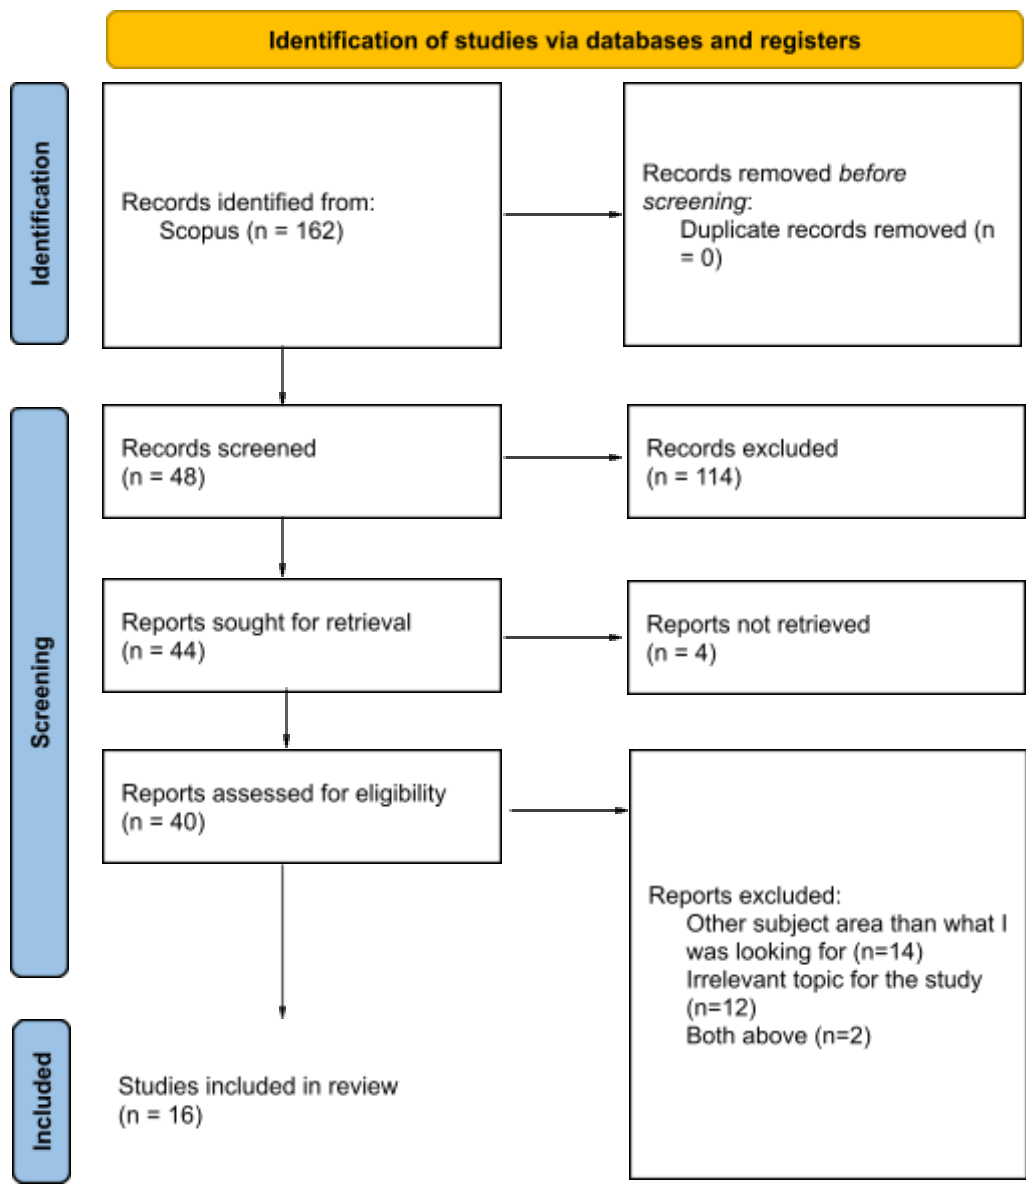 Identification of studies via databases and registers
Identification
Records identified from:
Scopus (n = 162)
Records removed before
screening:
Duplicate records removed (n
= 0)
Screening
Records screened
(n = 48)
Records excluded
(n = 114)
Reports sought for retrieval
(n = 44)
Reports not retrieved
(n = 4)
Reports assessed for eligibility
(n = 40)
Reports excluded:
Other subject area than what I
was looking for (n=14)
Irrelevant topic for the study
(n=12)
Both above (n=2)
Included
Studies included in review
(n = 16)